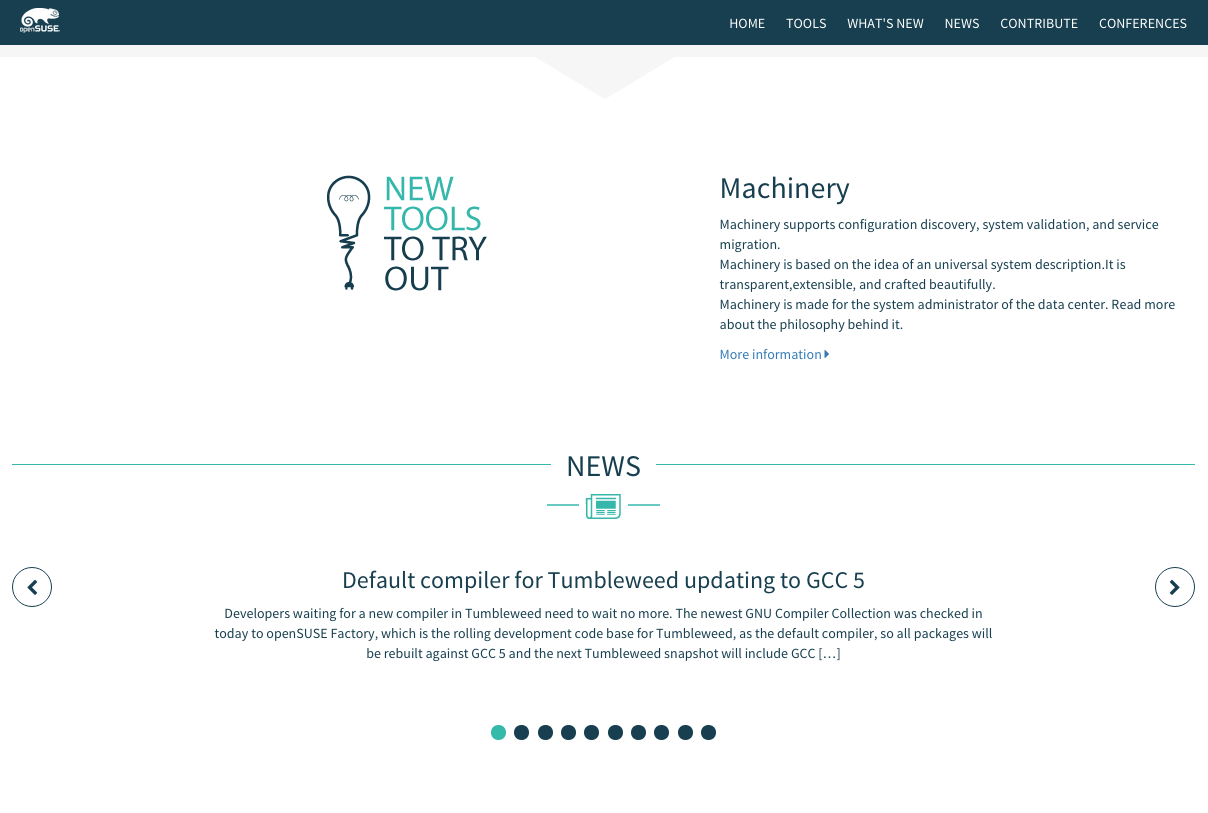 openSUSE
HOME TOOLS WHAT'S NEW NEWS CONTRIBUTE CONFERENCES
NEW
TOOLS
TO TRY
OUT
Machinery
Machinery supports configuration discovery, system validation, and service
migration.
Machinery is based on the idea of an universal system description.It is
transparent,extensible, and crafted beautifully.
Machinery is made for the system administrator of the data center. Read more
about the philosophy behind it.
More information
NEWS
Default compiler for Tumbleweed updating to GCC 5
Developers waiting for a new compiler in Tumbleweed need to wait no more. The newest GNU Compiler Collection was checked in
today to openSUSE Factory, which is the rolling development code base for Tumbleweed, as the default compiler, so all packages will
be rebuilt against GCC 5 and the next Tumbleweed snapshot will include GCC […]